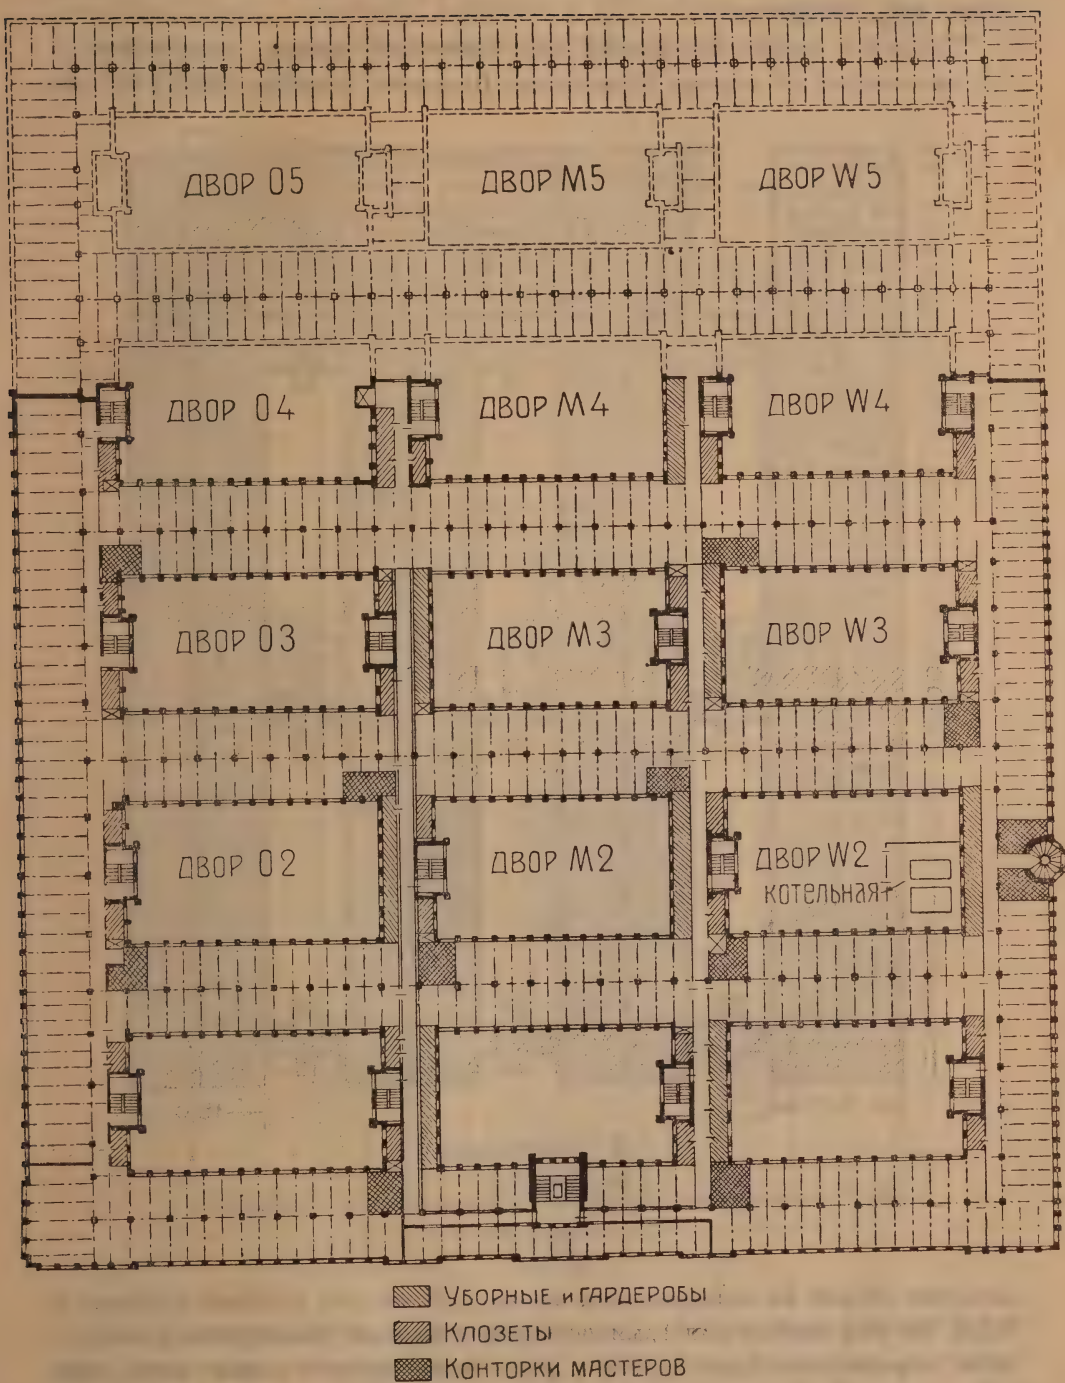 ДВОР О5
ДВОР М5
ДВОР W5
ДВОР О4
ДВОР М4
ДВОР W4
ДВОР О3
ДВОР М3
ДВОР W3
ДВОР О2
ДВОР М2
ДВОР W2
КОТЕЛЬНАЯ
УБОРНЫЕ и ГАРДЕРОБЫ
КЛОЗЕТЫ
КОНТОРКИ МАСТЕРОВ